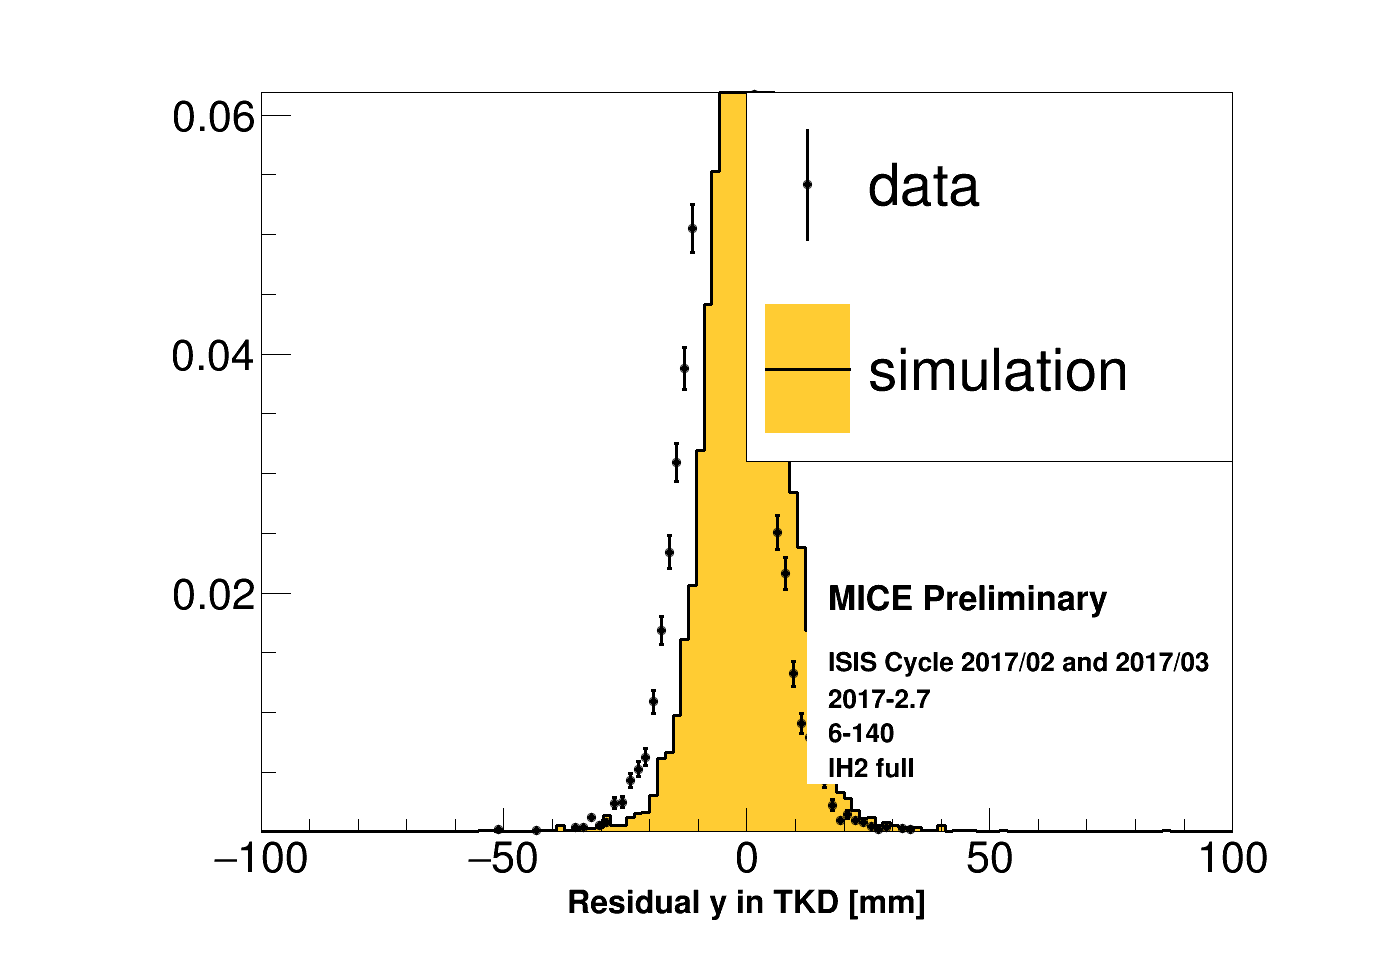 0.06
0.04
0.02
data
simulation
MICE Preliminary
ISIS Cycle 2017/02 and 2017/03
2017-2.7
6-140
IH2 full
−100
−50
0
50
100
Residual y in TKD [mm]